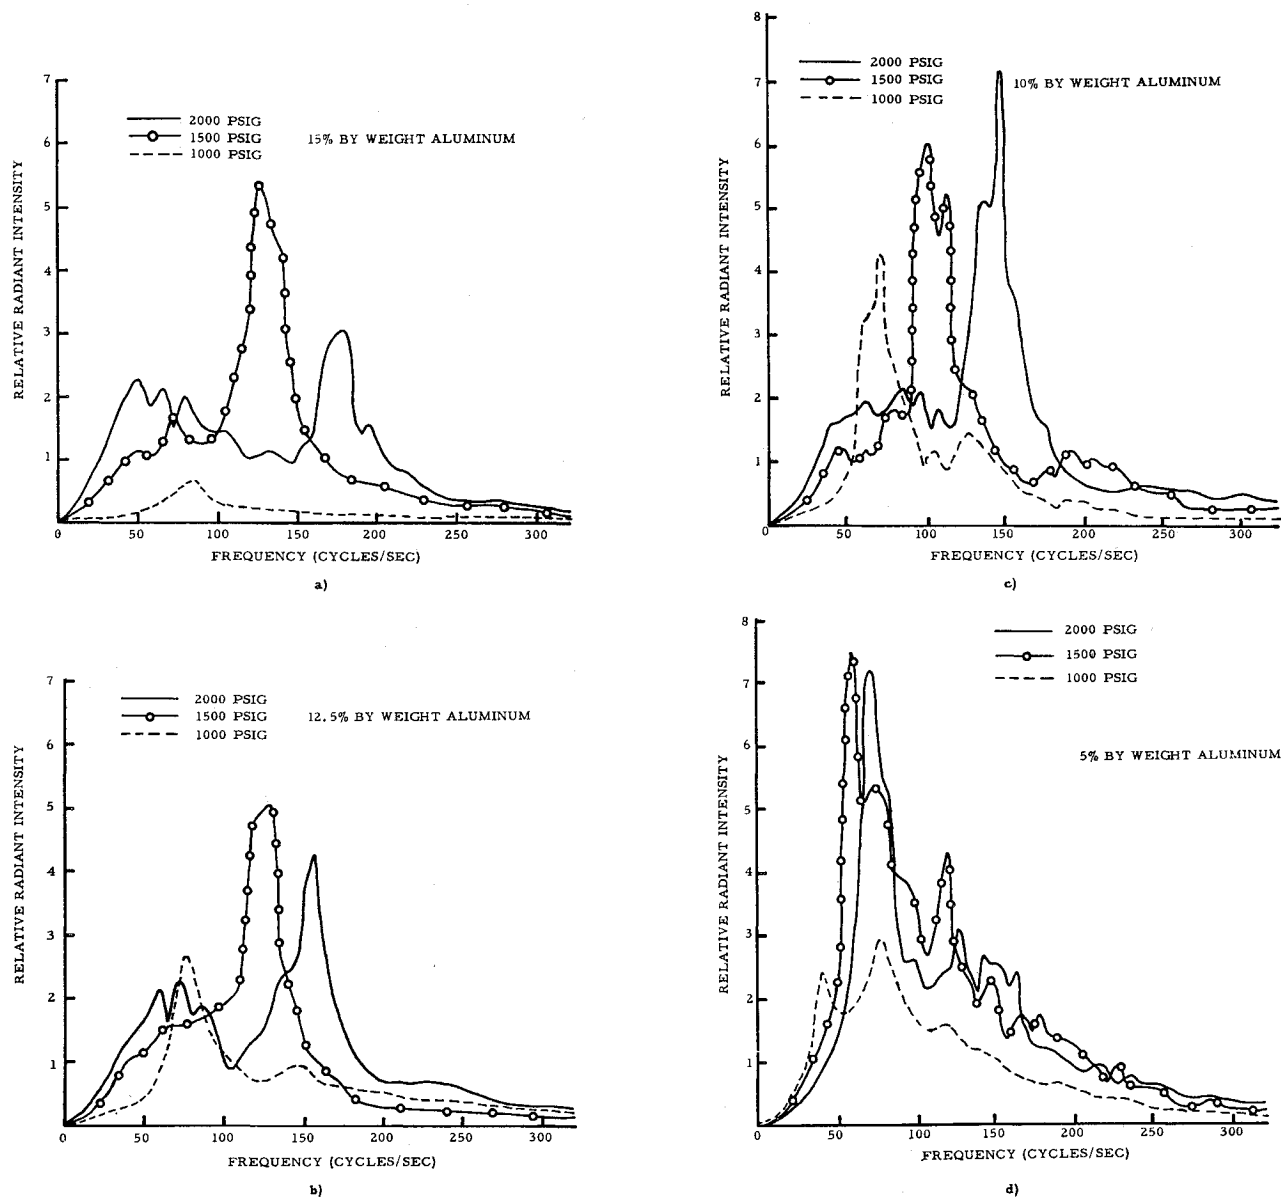 7
6
5
4
3
2
1
RELATIVE RADIANT INTENSITY
2000 PSIG
1500 PSIG
1000 PSIG
15% BY WEIGHT ALUMINUM
0 50 100 150 200 250 300
FREQUENCY (CYCLES/SEC)
a)
8
7
6
5
4
3
2
1
RELATIVE RADIANT INTENSITY
2000 PSIG
1500 PSIG
1000 PSIG
10% BY WEIGHT ALUMINUM
0 50 100 150 200 250 300
FREQUENCY (CYCLES/SEC)
c)
7
6
5
4
3
2
1
RELATIVE RADIANT INTENSITY
2000 PSIG
1500 PSIG
1000 PSIG
12.5% BY WEIGHT ALUMINUM
0 50 100 150 200 250 300
FREQUENCY (CYCLES/SEC)
b)
8
7
6
5
4
3
2
1
RELATIVE RADIANT INTENSITY
2000 PSIG
1500 PSIG
1000 PSIG
5% BY WEIGHT ALUMINUM
0 50 100 150 200 250 300
FREQUENCY (CYCLES/SEC)
d)